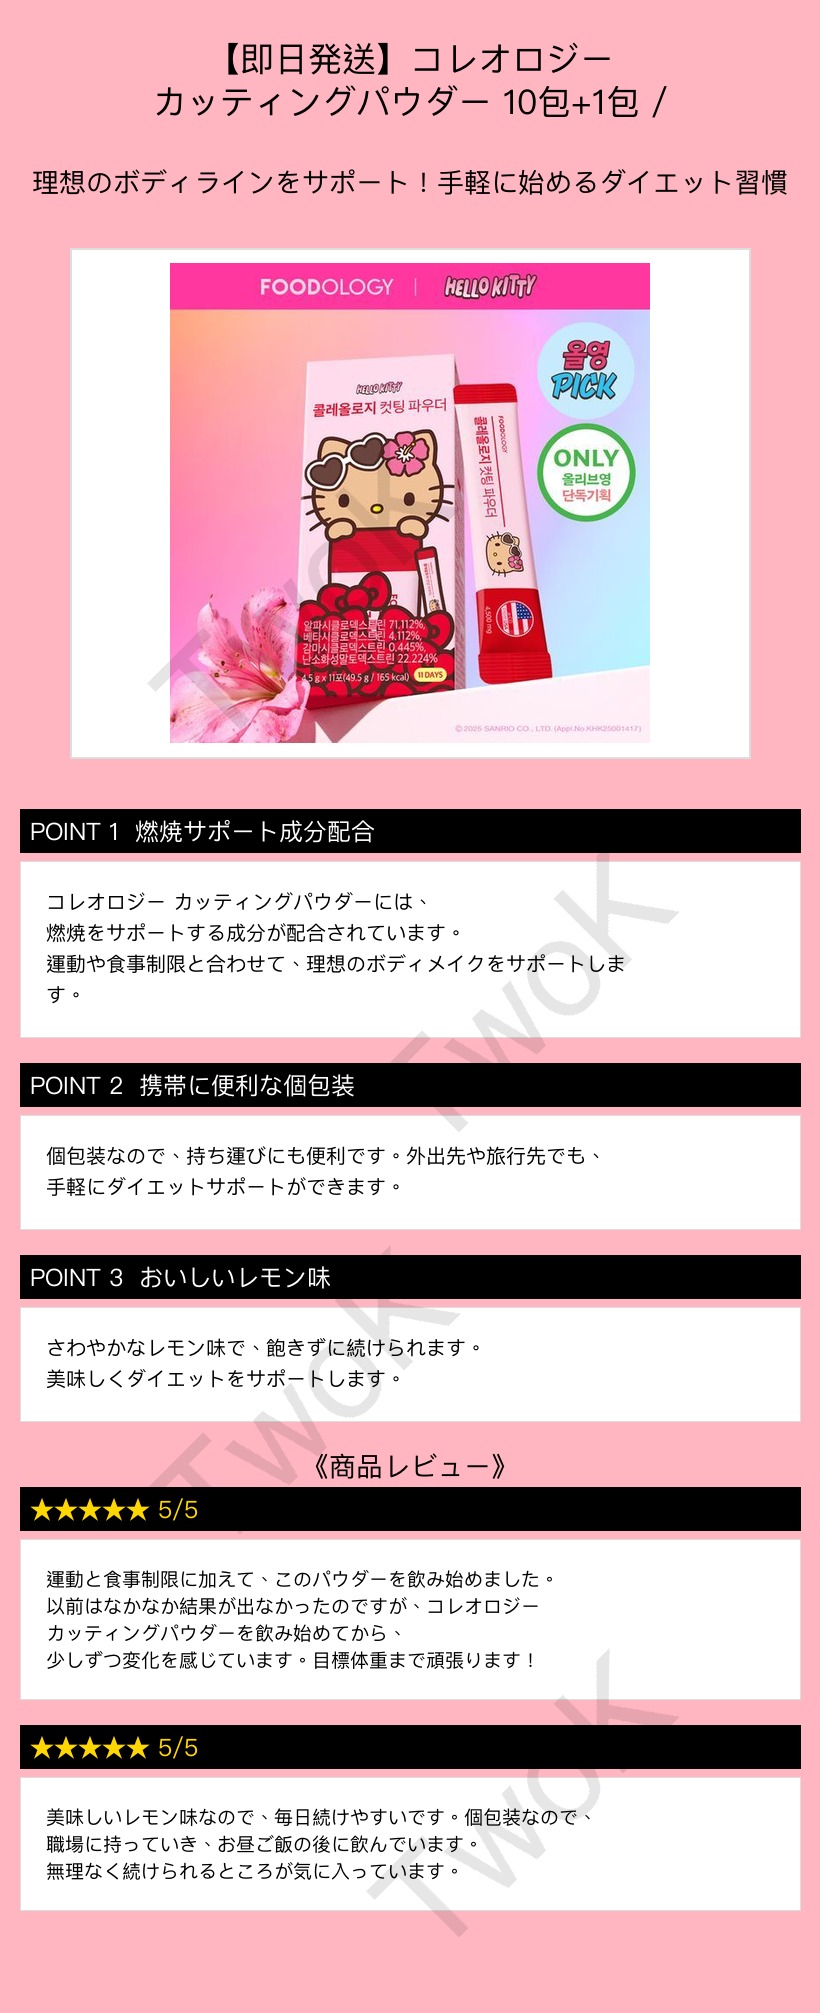 【即日発送】コレオロジー
カッティングパウダー 10包+1包 /
理想のボディラインをサポート！手軽に始めるダイエット習慣
FOODOLOGY | HELLO KITTY
올영
PICK
ONLY
올리브영
단독기획
HELLO KITTY
콜레올로지 컷팅 파우더
FOODOLOGY
콜레올로지 컷팅 파우더
4,500 mg
알파시클로덱스트린 71.112%,
베타시클로덱스트린 4.112%,
감마시클로덱스트린 0.445%,
난소화성말토덱스트린 22.224%
4.5 g x 11포(49.5 g / 165 kcal)
11 DAYS
© 2025 SANRIO CO., LTD. (Appl.No.KHK25001417)
POINT 1 燃焼サポート成分配合
コレオロジー カッティングパウダーには、
燃焼をサポートする成分が配合されています。
運動や食事制限と合わせて、理想のボディメイクをサポートしま
す。
POINT 2 携帯に便利な個包装
個包装なので、持ち運びにも便利です。外出先や旅行先でも、
手軽にダイエットサポートができます。
POINT 3 おいしいレモン味
さわやかなレモン味で、飽きずに続けられます。
美味しくダイエットをサポートします。
《商品レビュー》
★★★★★ 5/5
運動と食事制限に加えて、このパウダーを飲み始めました。
以前はなかなか結果が出なかったのですが、コレオロジー
カッティングパウダーを飲み始めてから、
少しずつ変化を感じています。目標体重まで頑張ります！
★★★★★ 5/5
美味しいレモン味なので、毎日続けやすいです。個包装なので、
職場に持っていき、お昼ご飯の後に飲んでいます。
無理なく続けられるところが気に入っています。
TwoK
TwoK
TwoK
TwoK